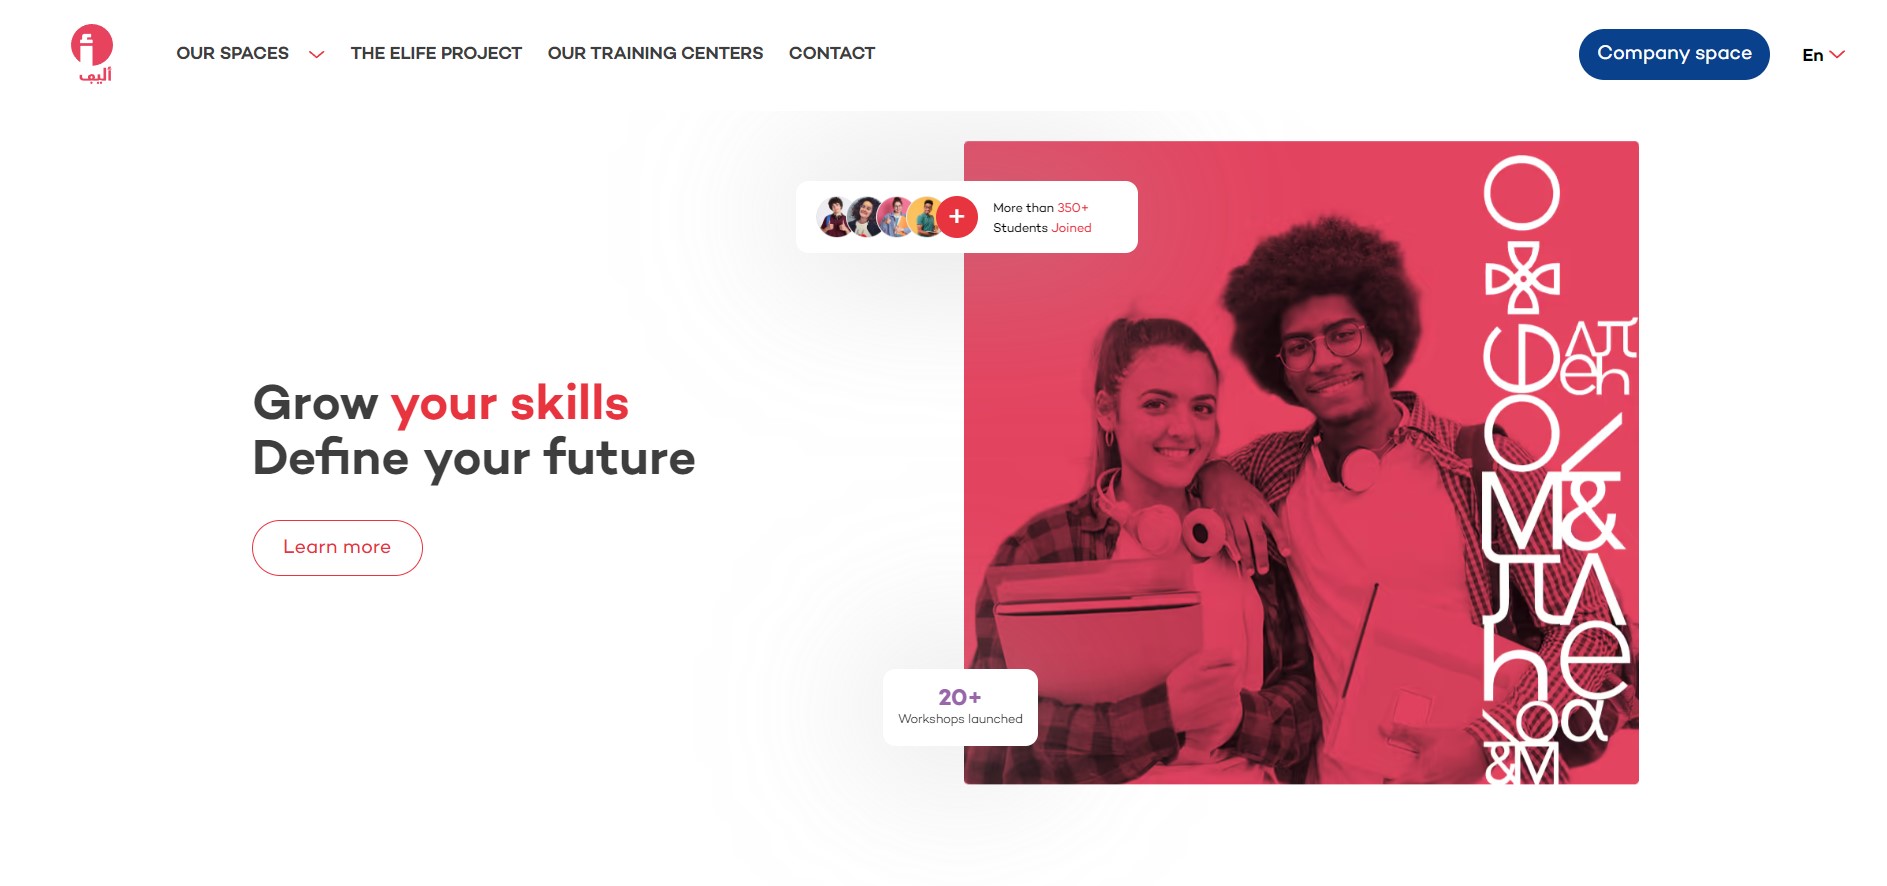 أليف
OUR SPACES
THE ELIFE PROJECT
OUR TRAINING CENTERS
CONTACT
Company space
En
More than 350+
Students Joined
Grow your skills
Define your future
Learn more
20+
Workshops launched